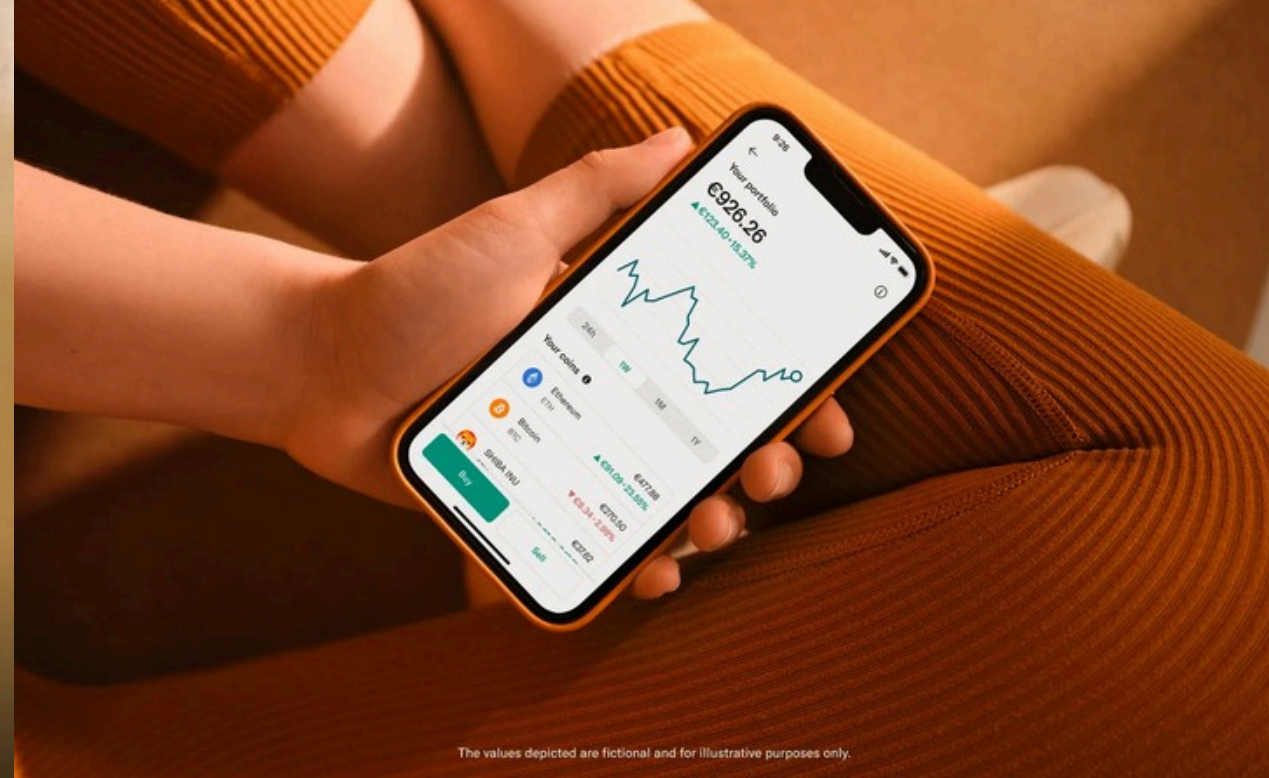 9:26
Your portfolio
€926.26
▲ €123.40 • 15.37%
24h 1W 1M 1Y
Your coins
Ethereum €477.88
ETH ▲ €91.09 • 23.55%
Bitcoin €270.50
BTC ▼ €8.34 • 2.99%
SHIBA INU €37.62
Buy Sell
The values depicted are fictional and for illustrative purposes only.